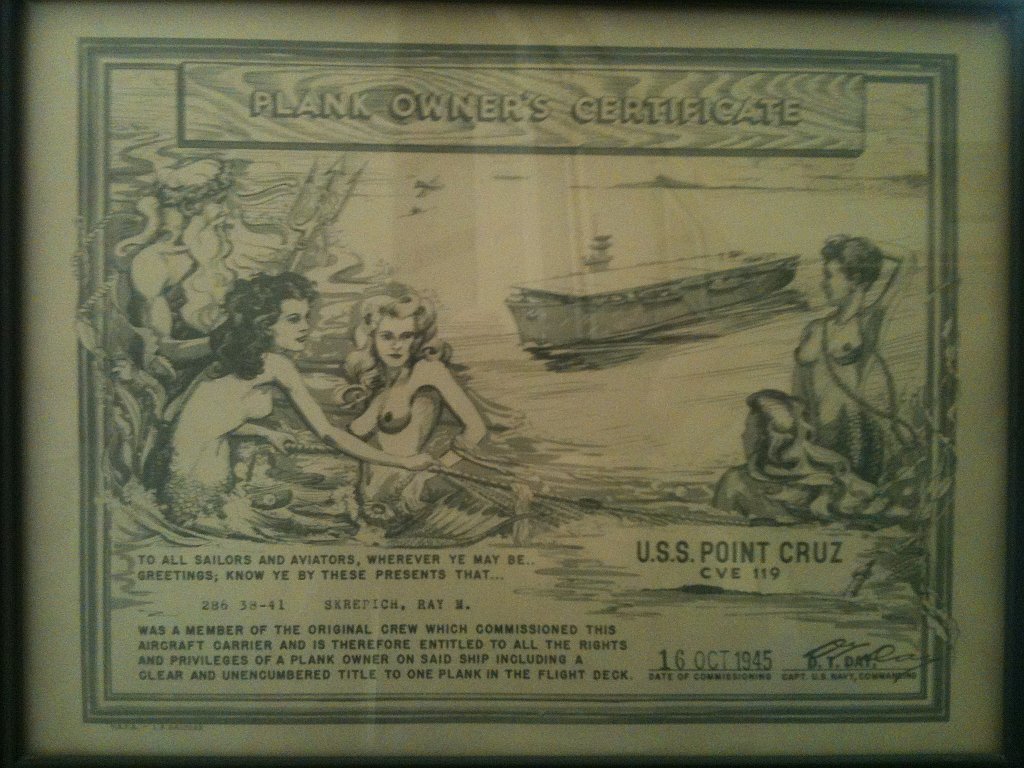 PLANK OWNER'S CERTIFICATE
TO ALL SAILORS AND AVIATORS, WHEREVER YE MAY BE..
GREETINGS; KNOW YE BY THESE PRESENTS THAT...
U.S.S. POINT CRUZ
CVE 119
286 38-41 SKREPICH, RAY M.
WAS A MEMBER OF THE ORIGINAL CREW WHICH COMMISSIONED THIS
AIRCRAFT CARRIER AND IS THEREFORE ENTITLED TO ALL THE RIGHTS
AND PRIVILEGES OF A PLANK OWNER ON SAID SHIP INCLUDING A
CLEAR AND UNENCUMBERED TITLE TO ONE PLANK IN THE FLIGHT DECK.
16 OCT 1945
DATE OF COMMISSIONING
D. T. DAY,
CAPT. U.S. NAVY, COMMANDING